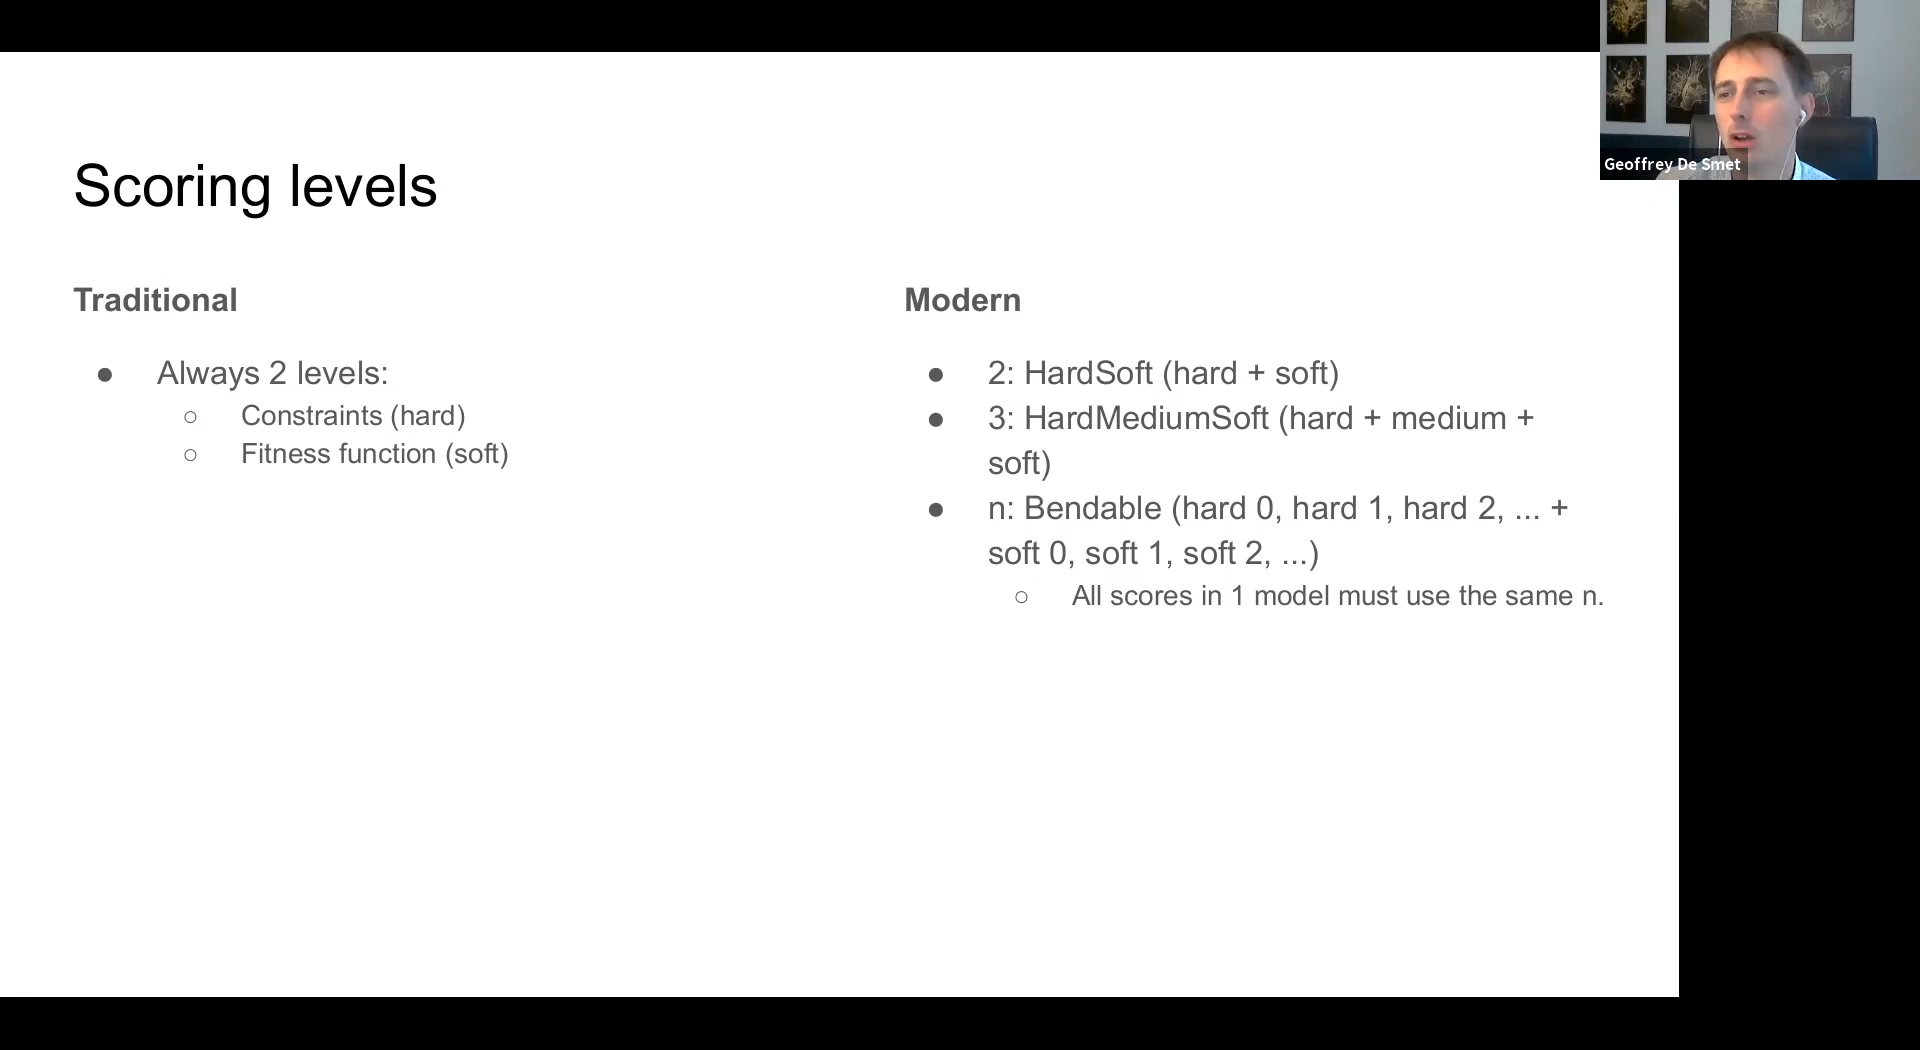 Scoring levels
Traditional
● Always 2 levels:
○ Constraints (hard)
○ Fitness function (soft)
Modern
● 2: HardSoft (hard + soft)
● 3: HardMediumSoft (hard + medium +
soft)
● n: Bendable (hard 0, hard 1, hard 2, ... +
soft 0, soft 1, soft 2, ...)
○ All scores in 1 model must use the same n.
Geoffrey De Smet